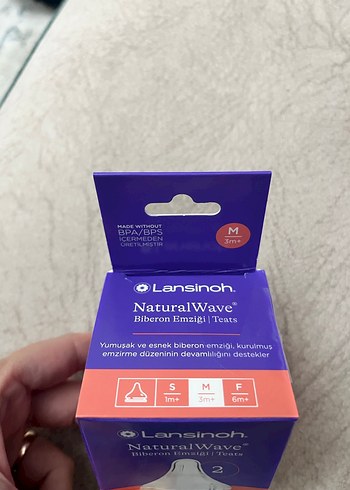 MADE WITHOUT
BPA/BPS
İÇERMEDEN
ÜRETİLMİŞTİR
M
3m+
Lansinoh®
NaturalWave®
Biberon Emziği | Teats
Yumuşak ve esnek biberon emziği, kurulmuş
emzirme düzeninin devamlılığını destekler
S M F
1m+ 3m+ 6m+
Lansinoh®
NaturalWave®
Biberon Emziği | Teats
2